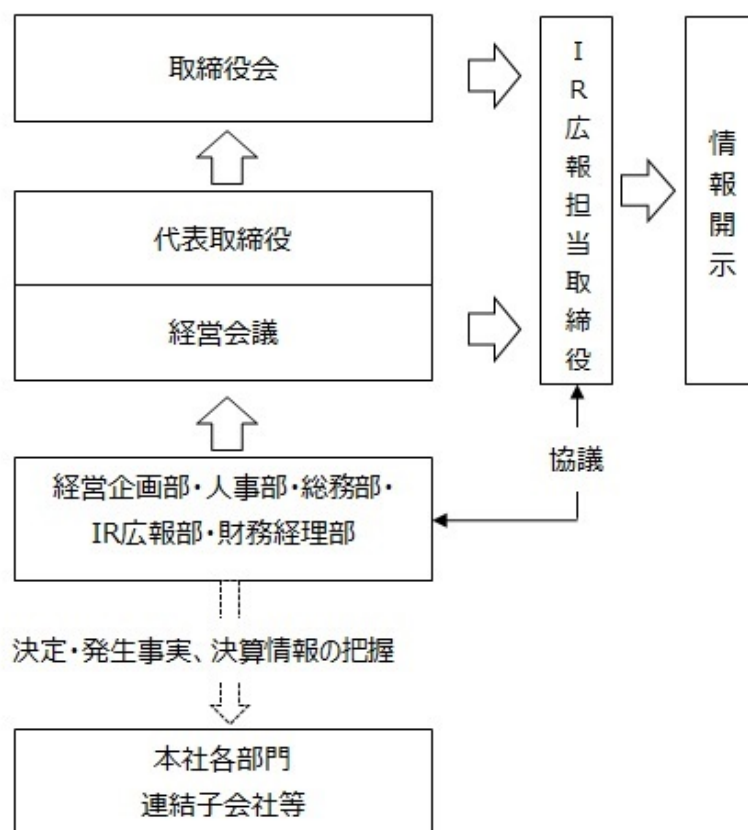 取締役会
代表取締役
経営会議
経営企画部・人事部・総務部・
IR広報部・財務経理部
決定・発生事実、決算情報の把握
本社各部門
連結子会社等
IR広報担当取締役
協議
情報開示